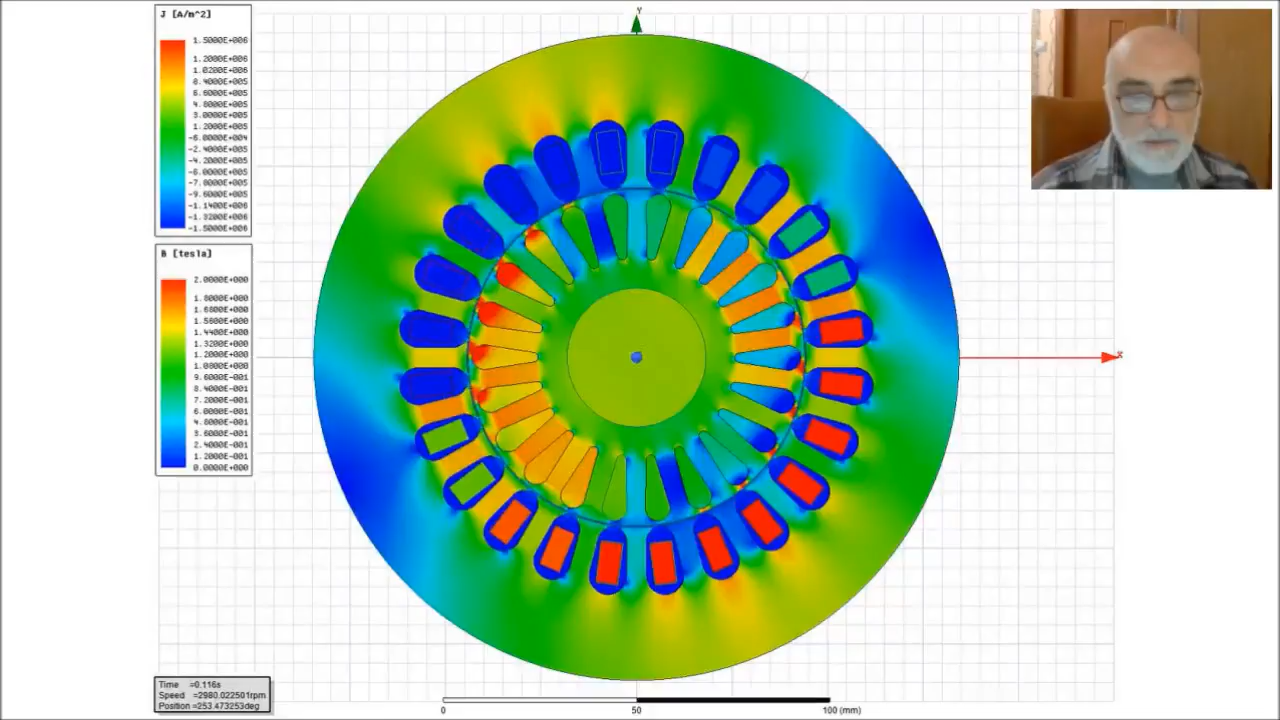 J [A/m^2]
1.5000E+006
1.2000E+006
1.0200E+006
8.4000E+005
6.6000E+005
4.8000E+005
3.0000E+005
1.2000E+005
-6.0000E+004
-2.4000E+005
-4.2000E+005
-6.0000E+005
-7.8000E+005
-9.6000E+005
-1.1400E+006
-1.3200E+006
-1.5000E+006
B [tesla]
2.0000E+000
1.8000E+000
1.6800E+000
1.5600E+000
1.4400E+000
1.3200E+000
1.2000E+000
1.0800E+000
9.6000E-001
8.4000E-001
7.2000E-001
6.0000E-001
4.8000E-001
3.6000E-001
2.4000E-001
1.2000E-001
0.0000E+000
Y
X
Time =0.116s
Speed =2980.022501rpm
Position =253.473253deg
0 50 100 (mm)